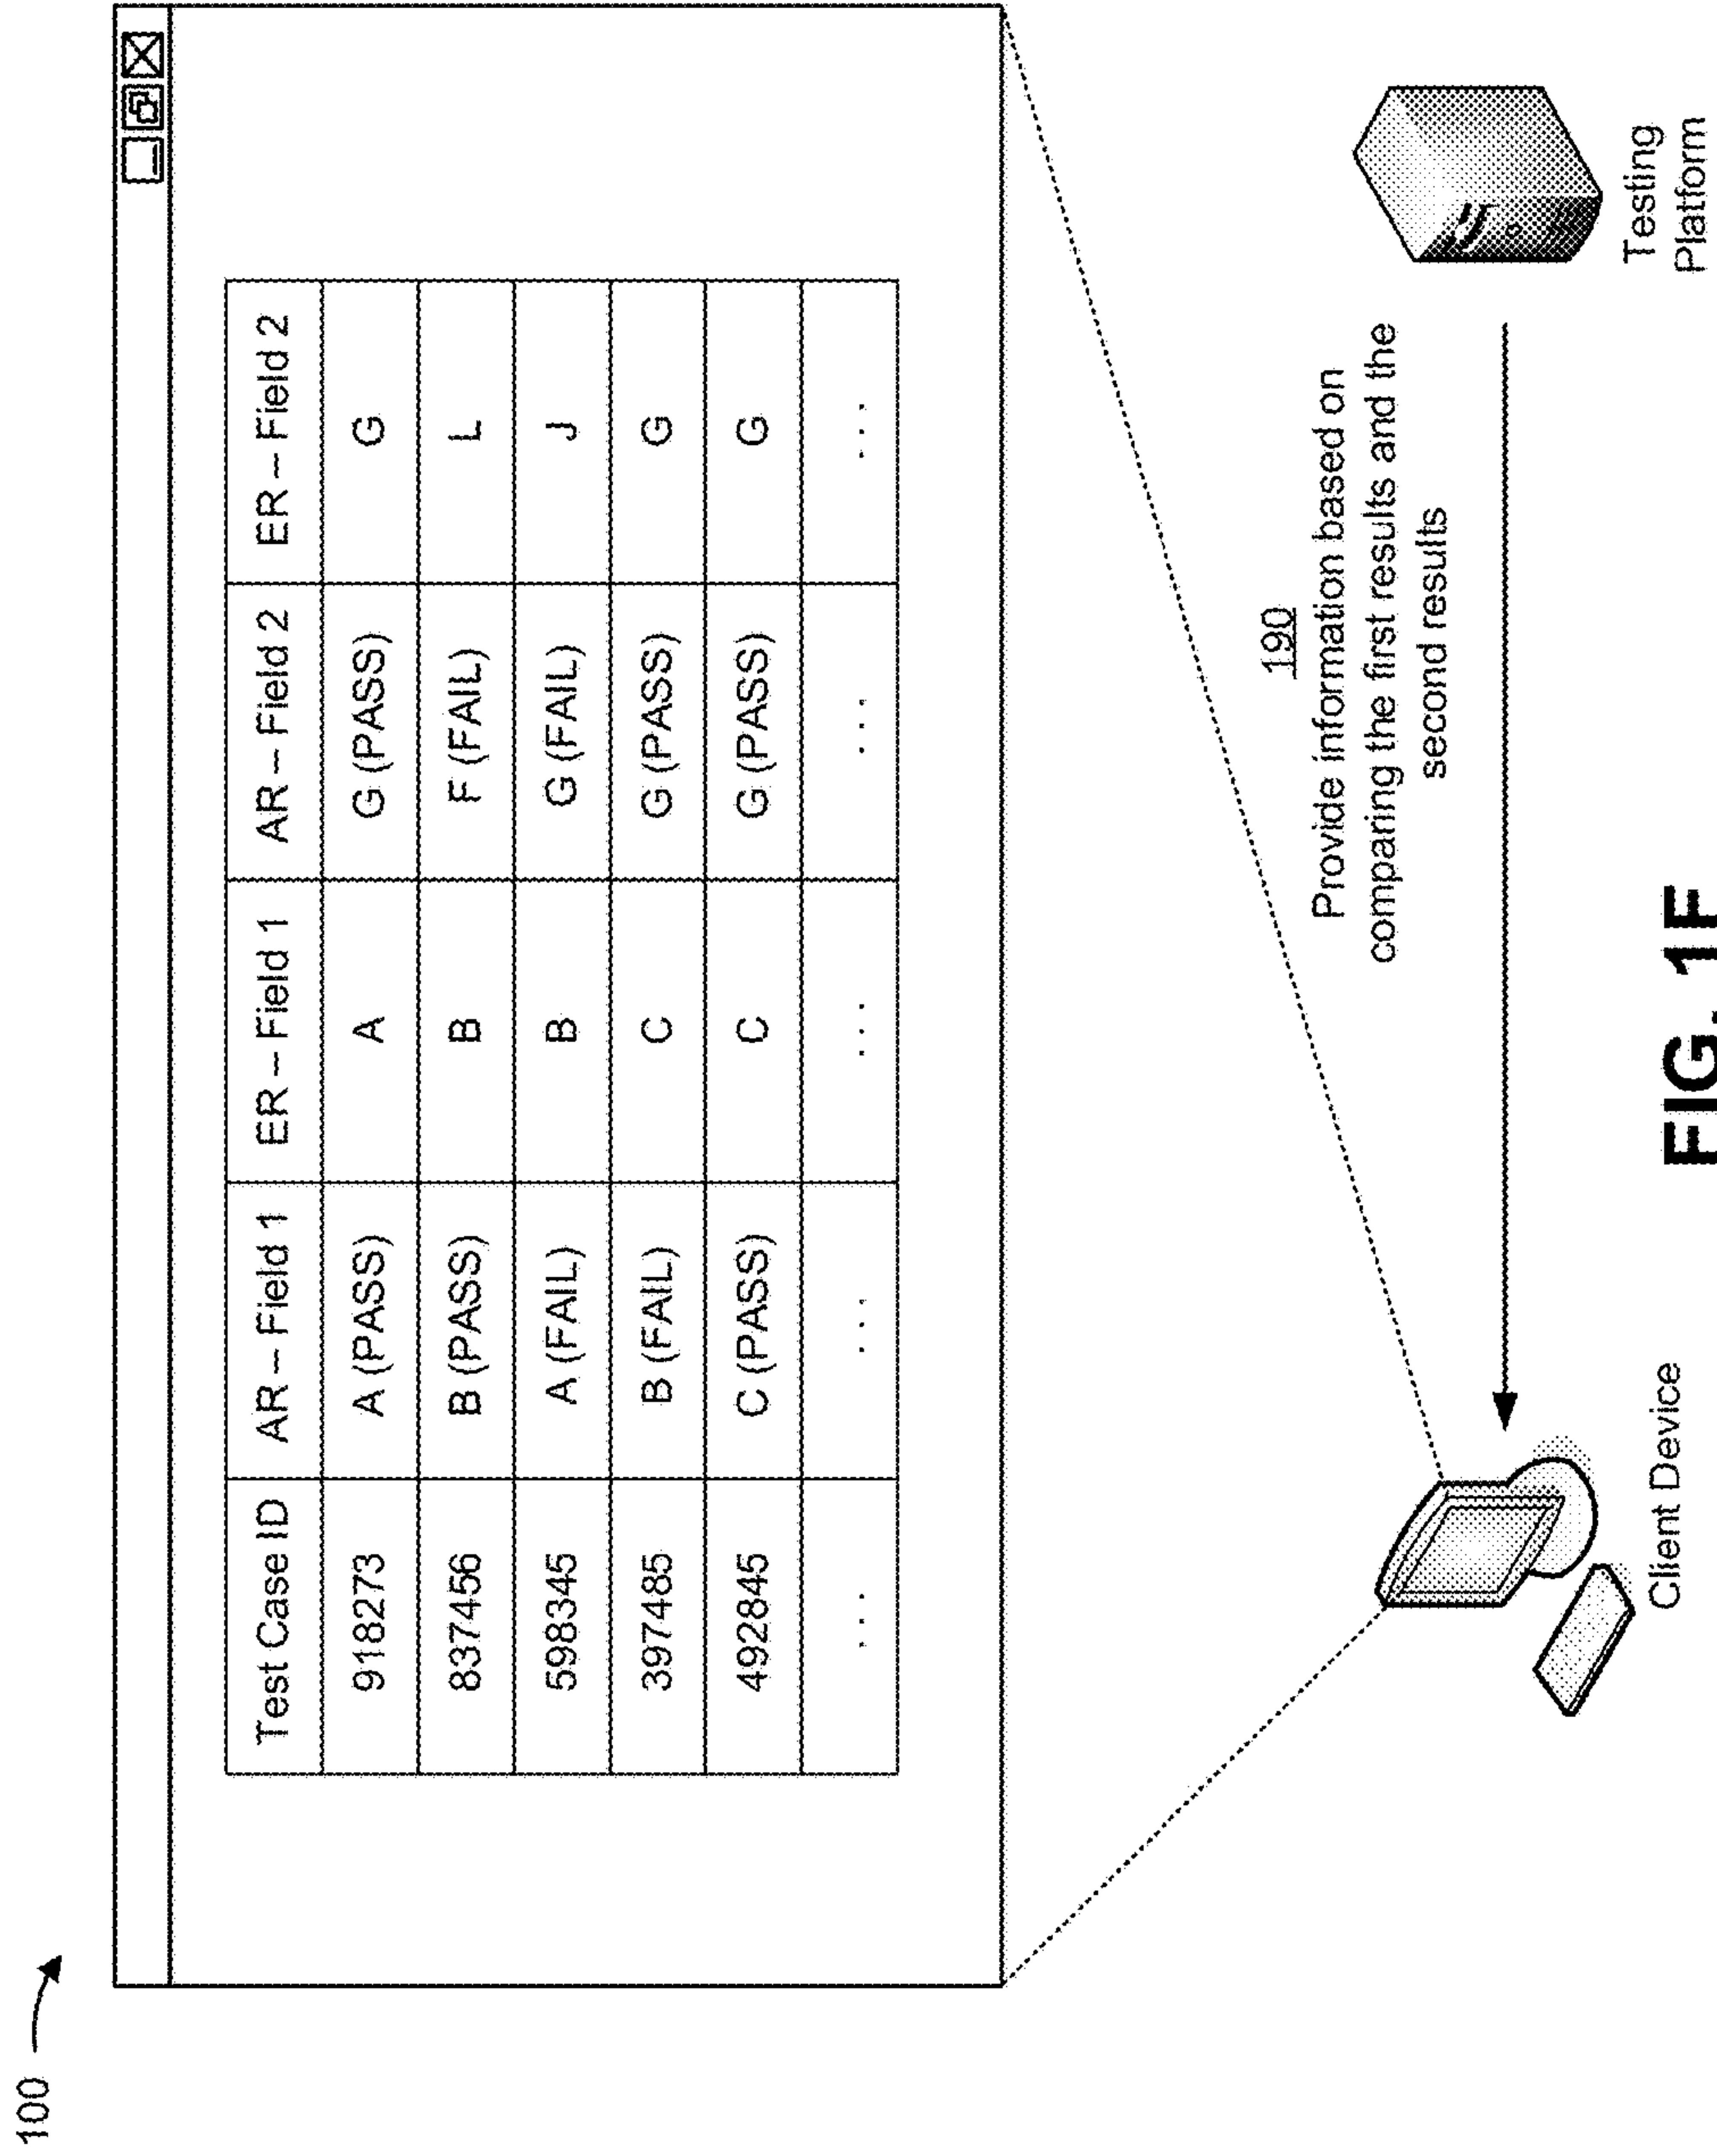 100
Test Case ID AR – Field 1 ER – Field 1 AR – Field 2 ER – Field 2
918273 A (PASS) A G (PASS) G
837456 B (PASS) B F (FAIL) L
598345 A (FAIL) B G (FAIL) J
397485 B (FAIL) C G (PASS) G
492845 C (PASS) C G (PASS) G
... ... ... ... ...
190
Provide information based on
comparing the first results and the
second results
Client Device
Testing
Platform
FIG. 1F